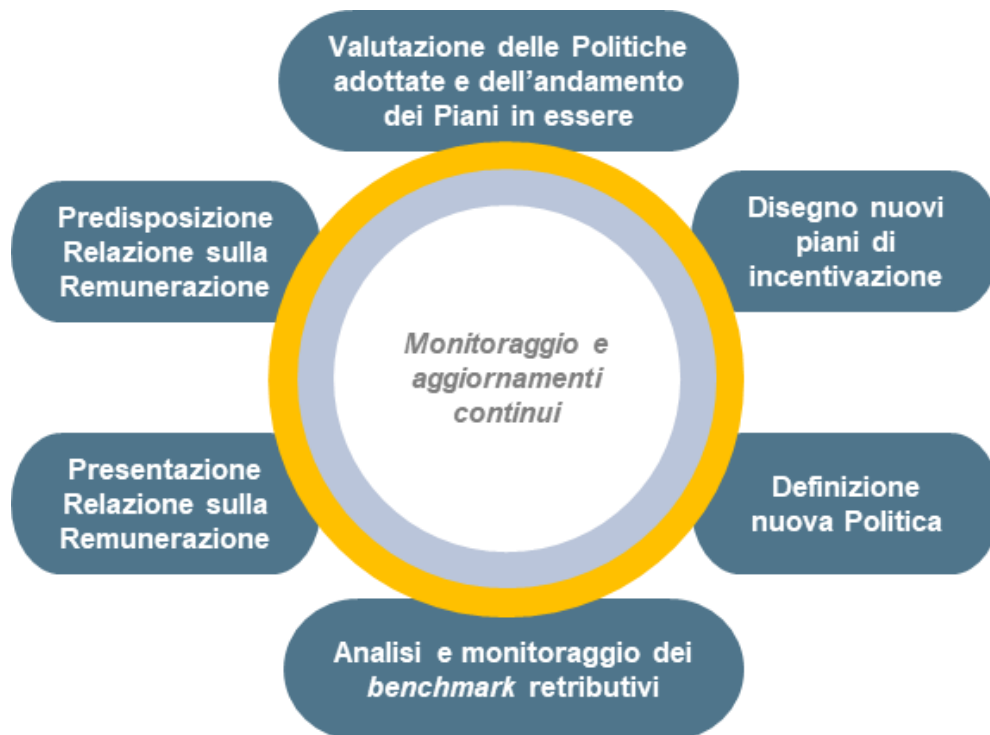 Valutazione delle Politiche
adottate e dell’andamento
dei Piani in essere
Disegno nuovi
piani di
incentivazione
Definizione
nuova Politica
Analisi e monitoraggio dei
benchmark retributivi
Presentazione
Relazione sulla
Remunerazione
Predisposizione
Relazione sulla
Remunerazione
Monitoraggio e
aggiornamenti
continui